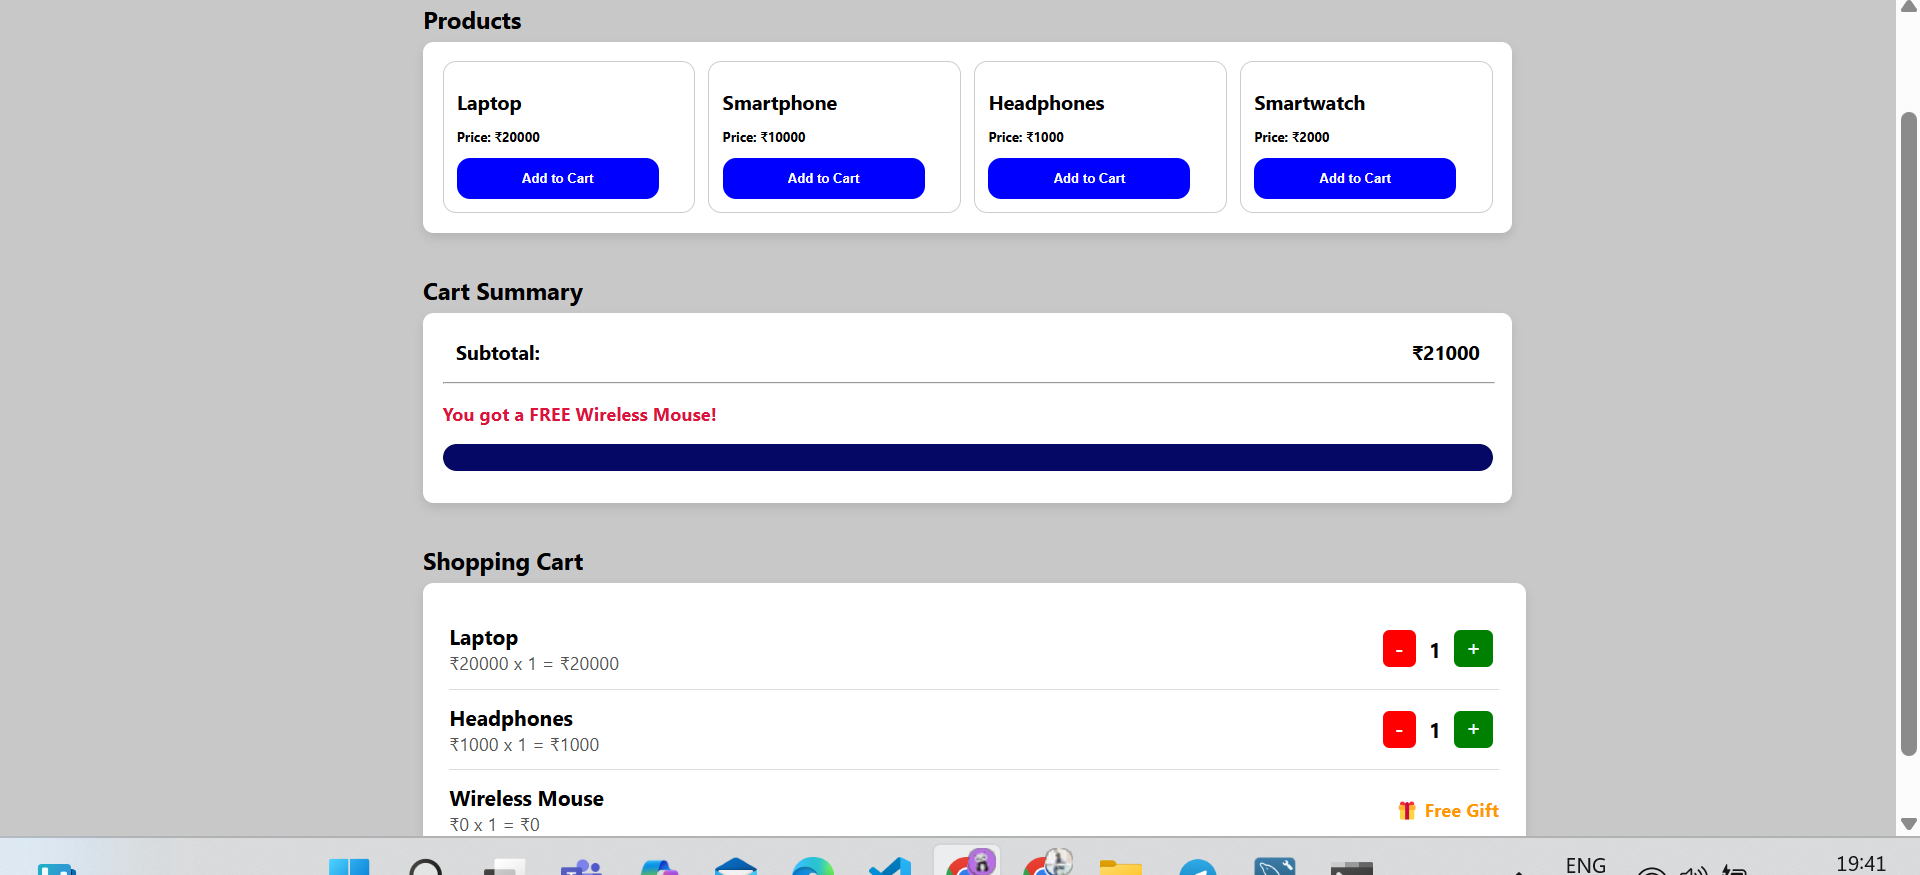 Products
Laptop
Price: ₹20000
Add to Cart
Smartphone
Price: ₹10000
Add to Cart
Headphones
Price: ₹1000
Add to Cart
Smartwatch
Price: ₹2000
Add to Cart
Cart Summary
Subtotal: ₹21000
You got a FREE Wireless Mouse!
Shopping Cart
Laptop
₹20000 x 1 = ₹20000
- 1 +
Headphones
₹1000 x 1 = ₹1000
- 1 +
Wireless Mouse
₹0 x 1 = ₹0
Free Gift
ENG
19:41